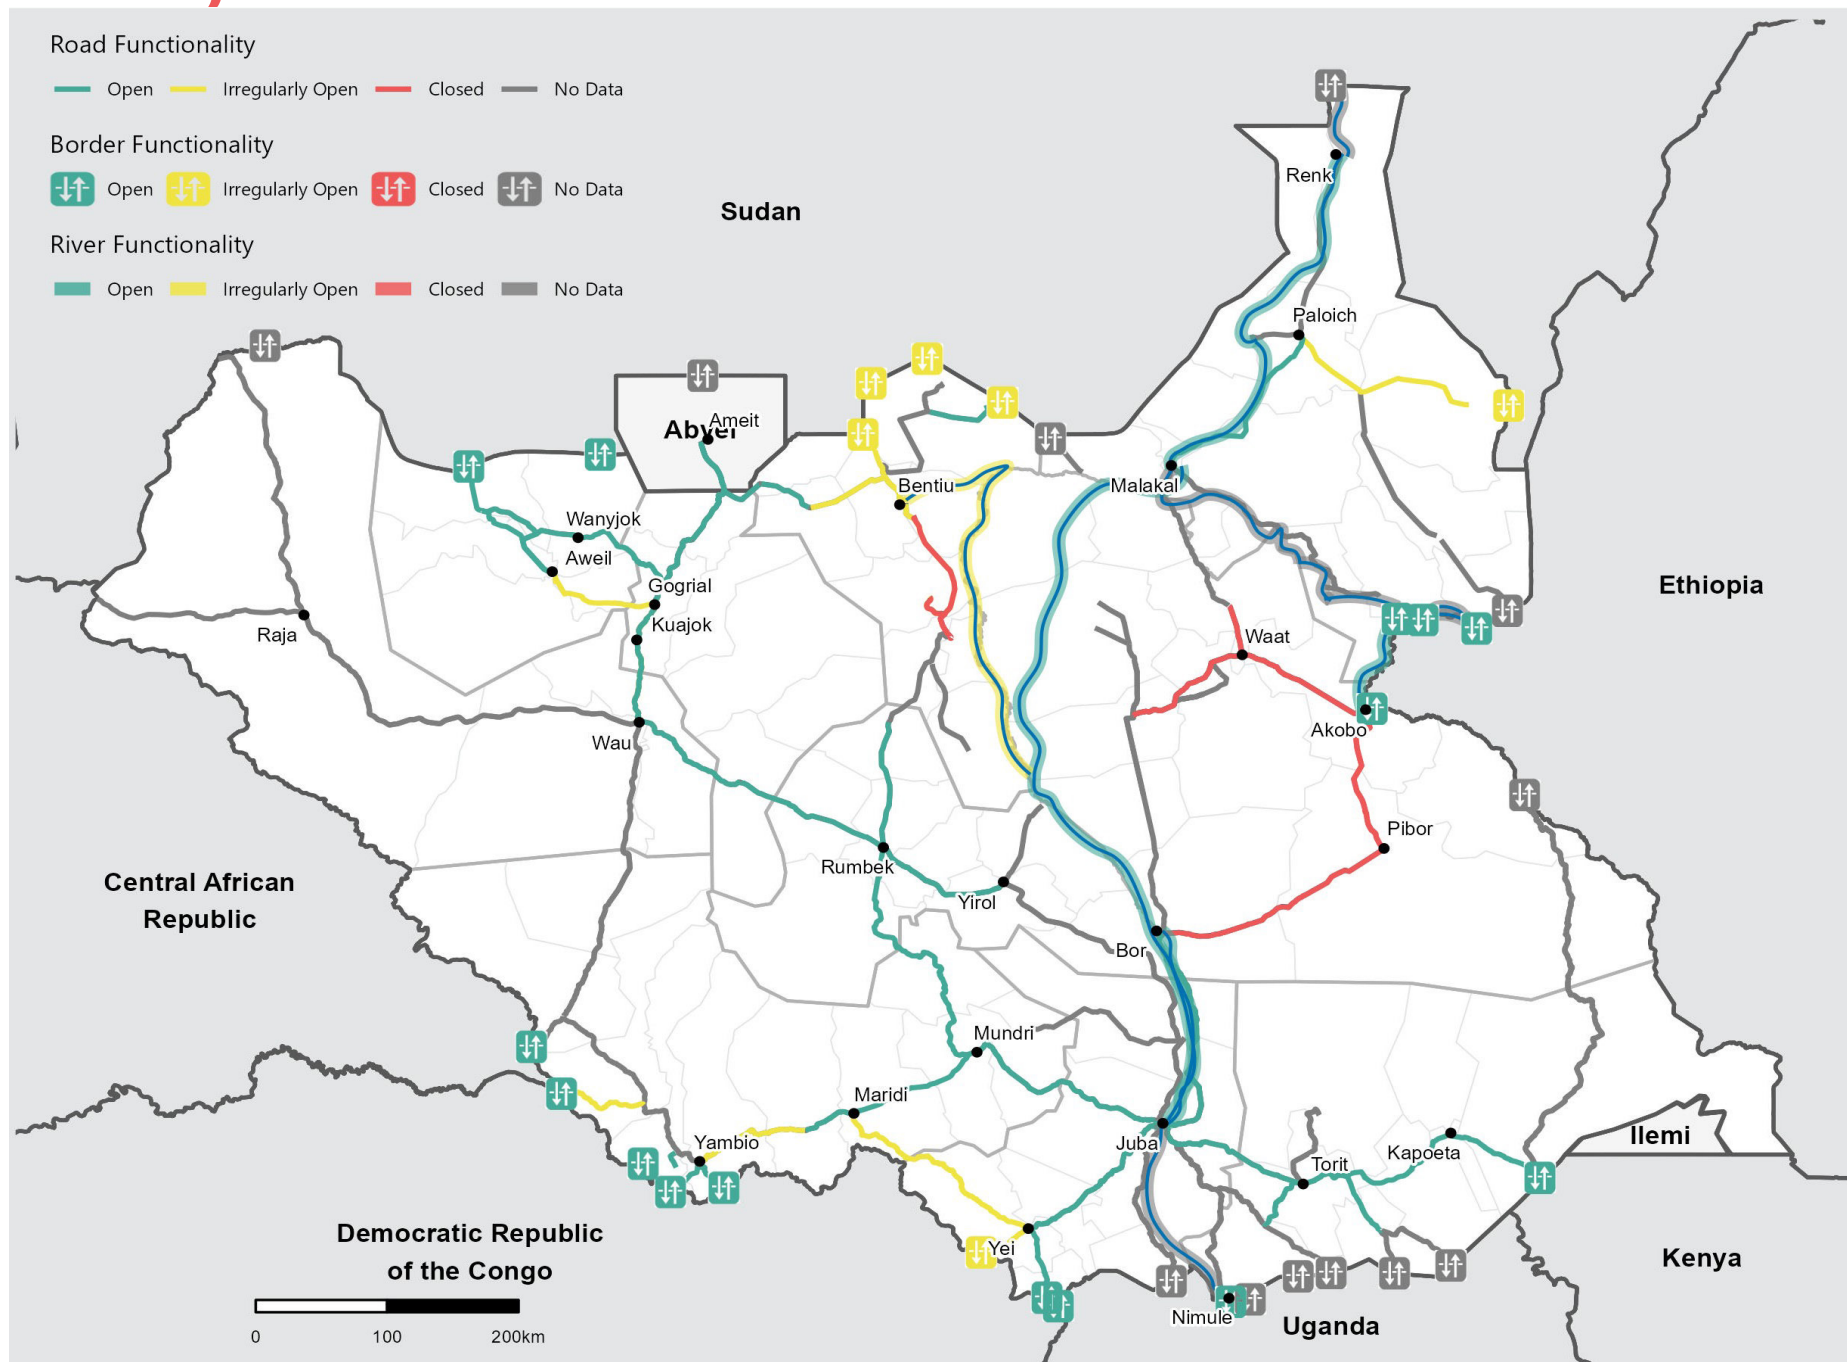 Road Functionality
Open Irregularly Open Closed No Data
Border Functionality
Open Irregularly Open Closed No Data
River Functionality
Open Irregularly Open Closed No Data
Sudan
Renk
Paloich
Ameit
Abyei
Bentiu
Malakal
Wanyjok
Aweil
Gogrial
Kuajok
Ethiopia
Raja
Waat
Akobo
Wau
Pibor
Rumbek
Yirol
Central African
Republic
Bor
Mundri
Maridi
Yambio
Juba
Torit
Kapoeta
Ilemi
Democratic Republic
of the Congo
Yei
Kenya
Nimule
Uganda
0 100 200km